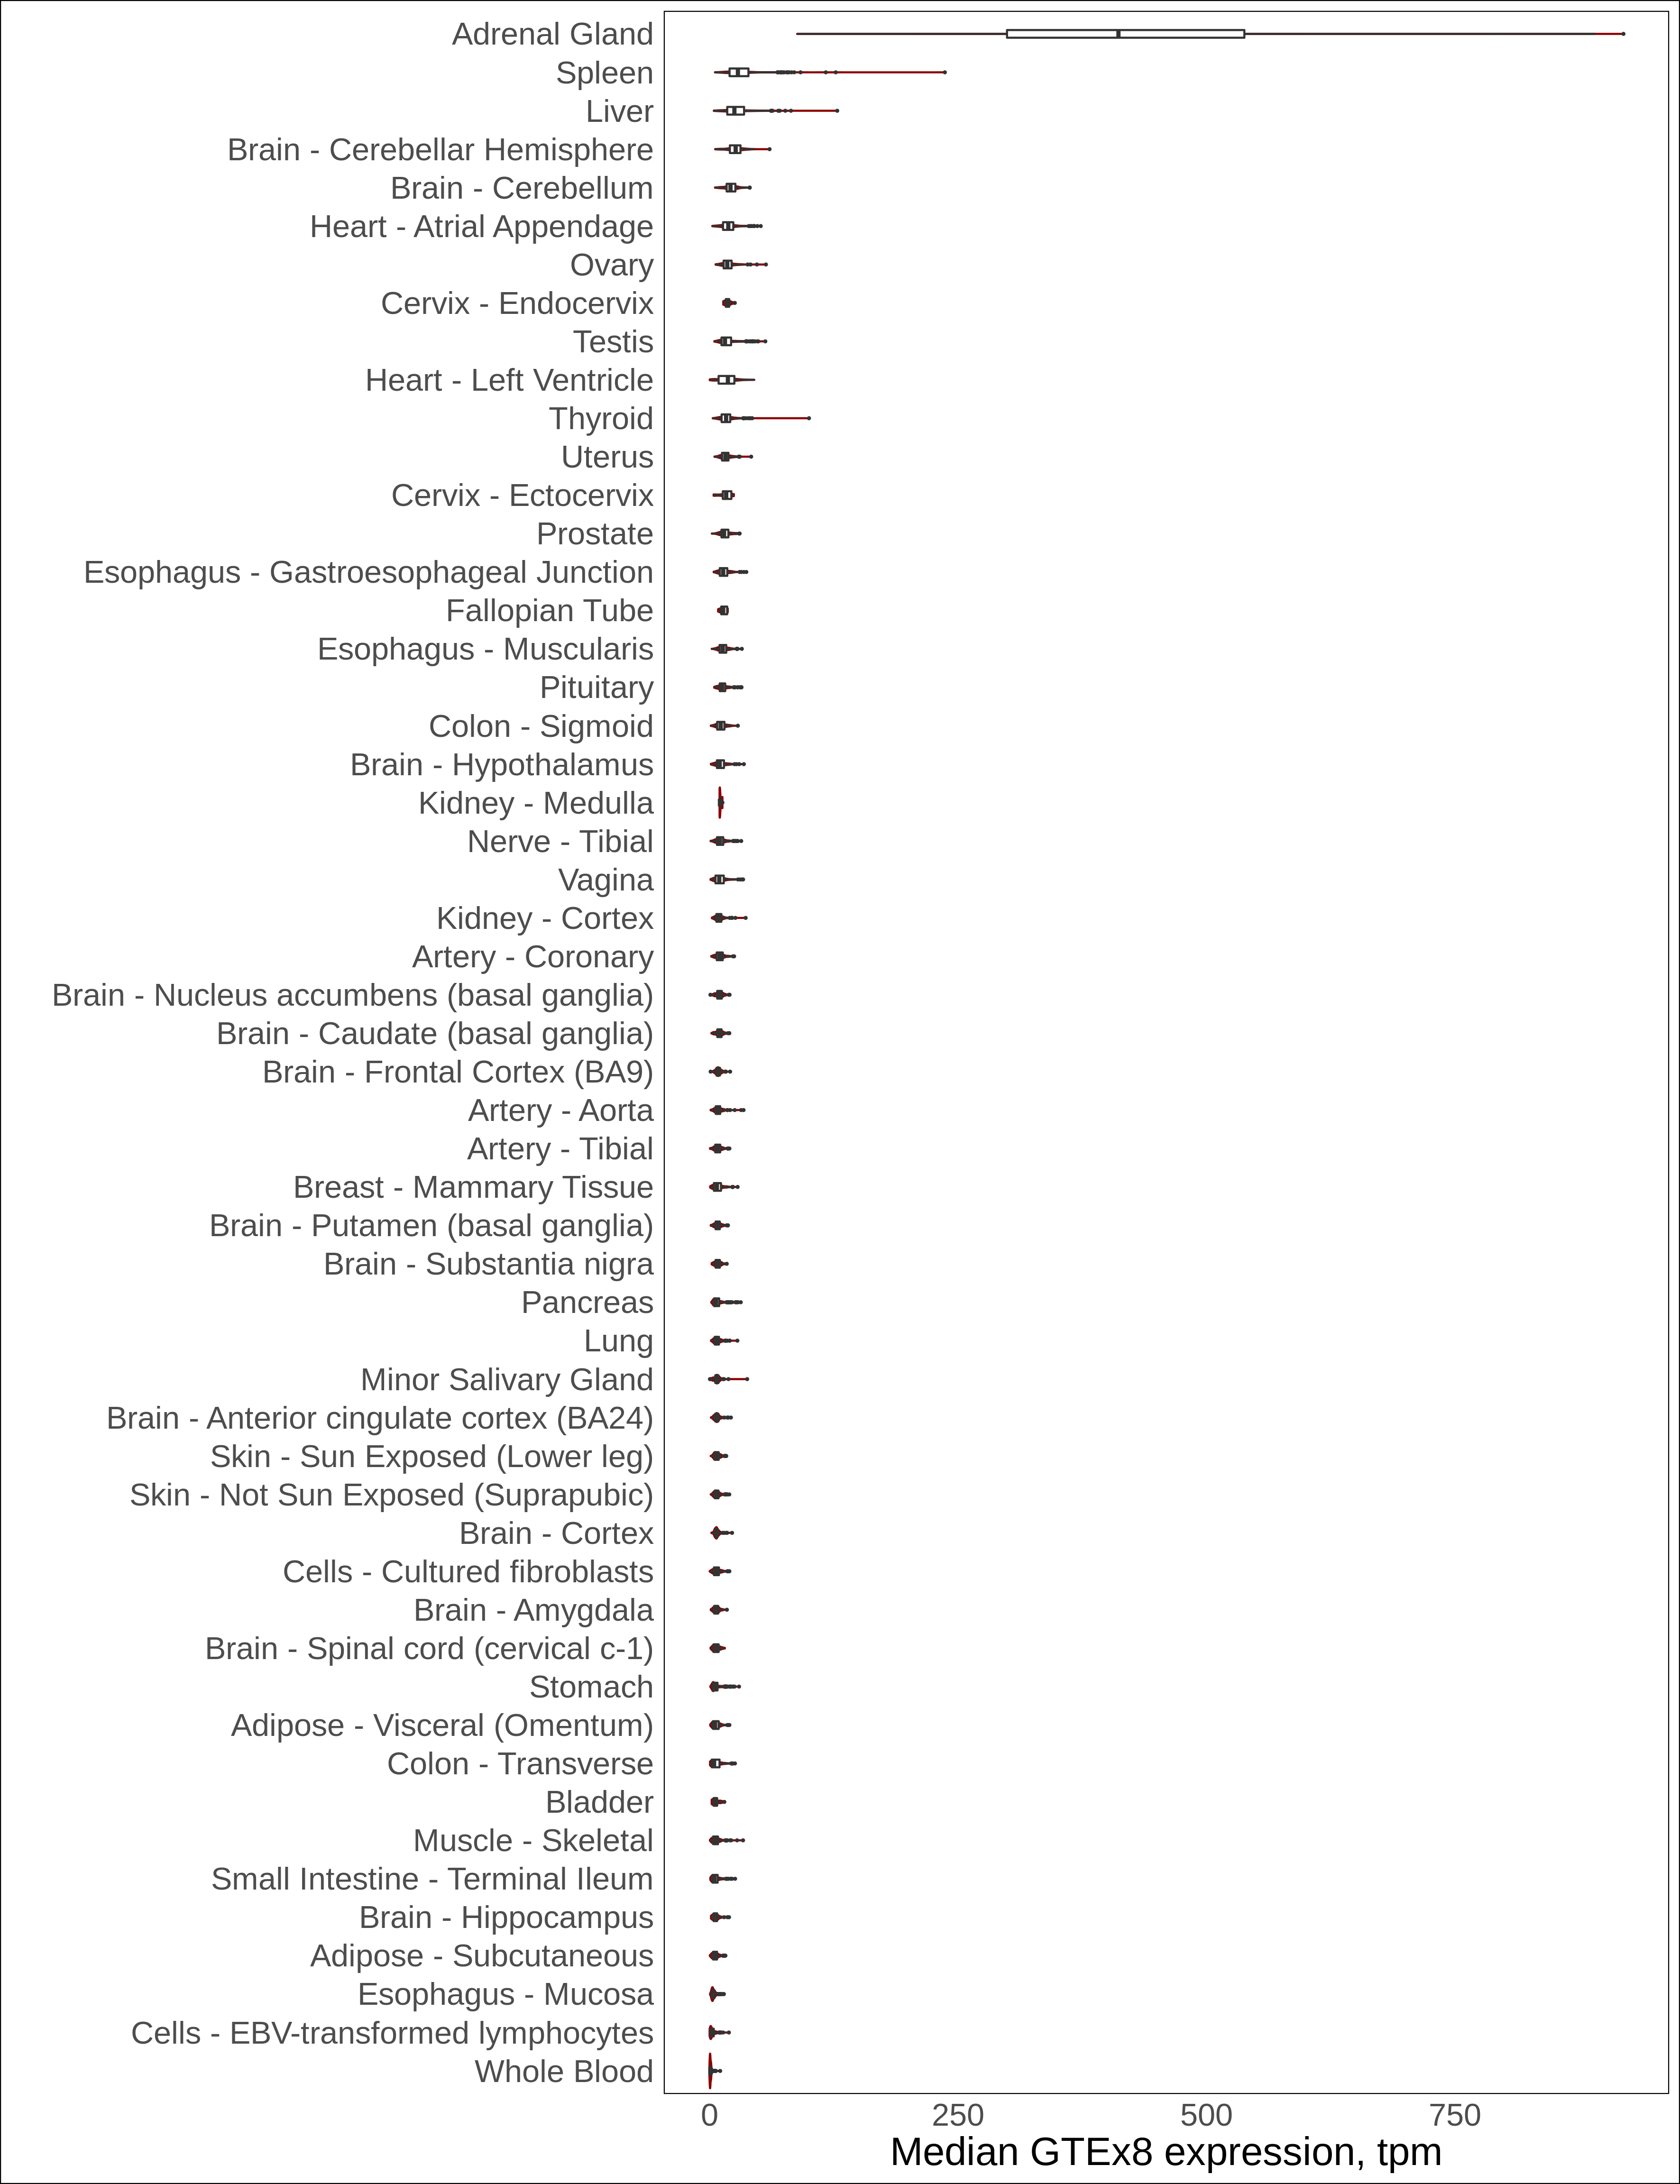 Adrenal Gland
Spleen
Liver
Brain - Cerebellar Hemisphere
Brain - Cerebellum
Heart - Atrial Appendage
Ovary
Cervix - Endocervix
Testis
Heart - Left Ventricle
Thyroid
Uterus
Cervix - Ectocervix
Prostate
Esophagus - Gastroesophageal Junction
Fallopian Tube
Esophagus - Muscularis
Pituitary
Colon - Sigmoid
Brain - Hypothalamus
Kidney - Medulla
Nerve - Tibial
Vagina
Kidney - Cortex
Artery - Coronary
Brain - Nucleus accumbens (basal ganglia)
Brain - Caudate (basal ganglia)
Brain - Frontal Cortex (BA9)
Artery - Aorta
Artery - Tibial
Breast - Mammary Tissue
Brain - Putamen (basal ganglia)
Brain - Substantia nigra
Pancreas
Lung
Minor Salivary Gland
Brain - Anterior cingulate cortex (BA24)
Skin - Sun Exposed (Lower leg)
Skin - Not Sun Exposed (Suprapubic)
Brain - Cortex
Cells - Cultured fibroblasts
Brain - Amygdala
Brain - Spinal cord (cervical c-1)
Stomach
Adipose - Visceral (Omentum)
Colon - Transverse
Bladder
Muscle - Skeletal
Small Intestine - Terminal Ileum
Brain - Hippocampus
Adipose - Subcutaneous
Esophagus - Mucosa
Cells - EBV-transformed lymphocytes
Whole Blood
0 250 500 750
Median GTEx8 expression, tpm